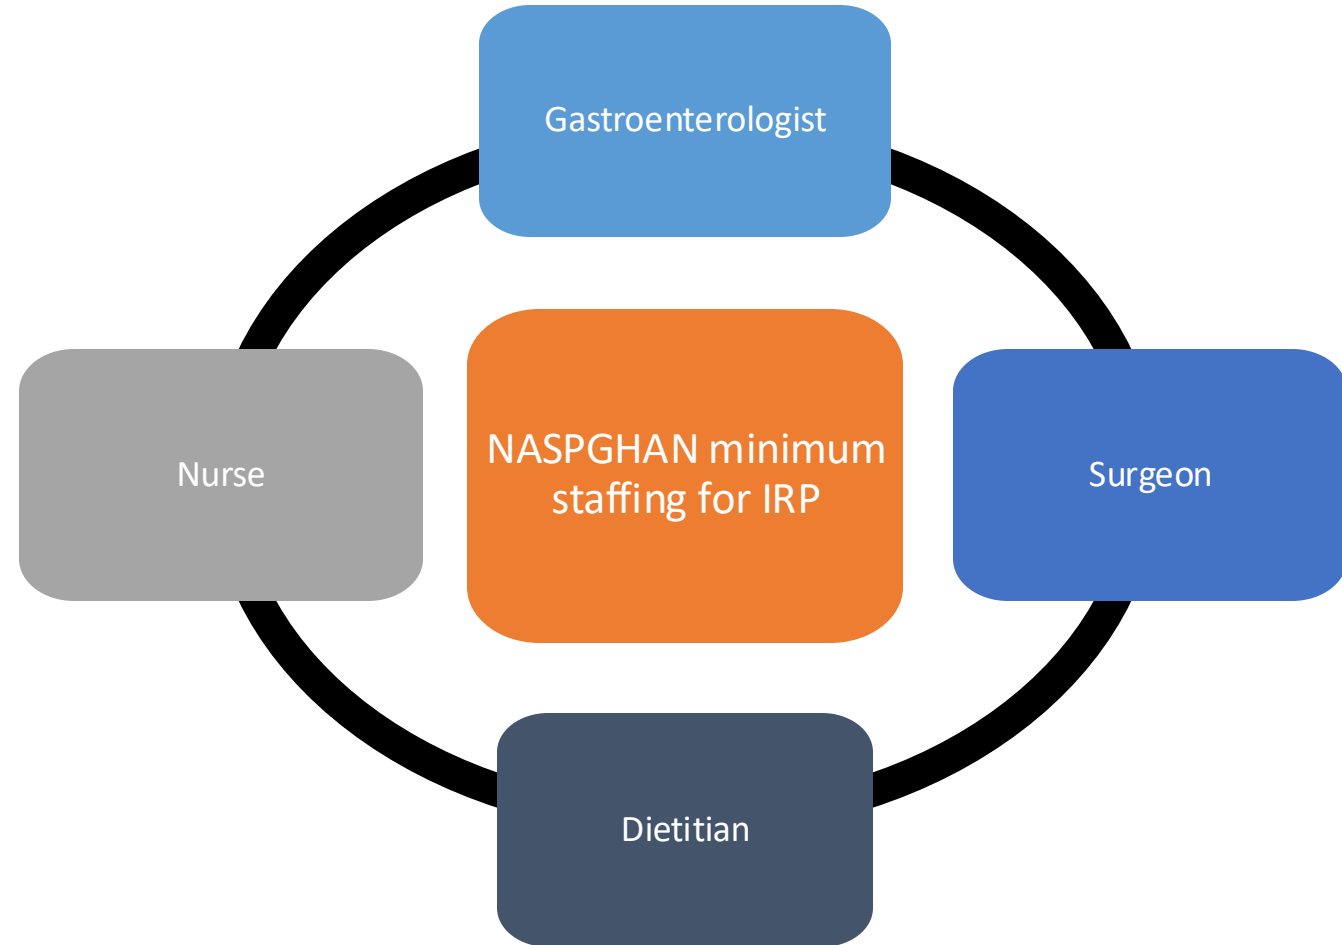 Gastroenterologist
Nurse
NASPGHAN minimum
staffing for IRP
Surgeon
Dietitian